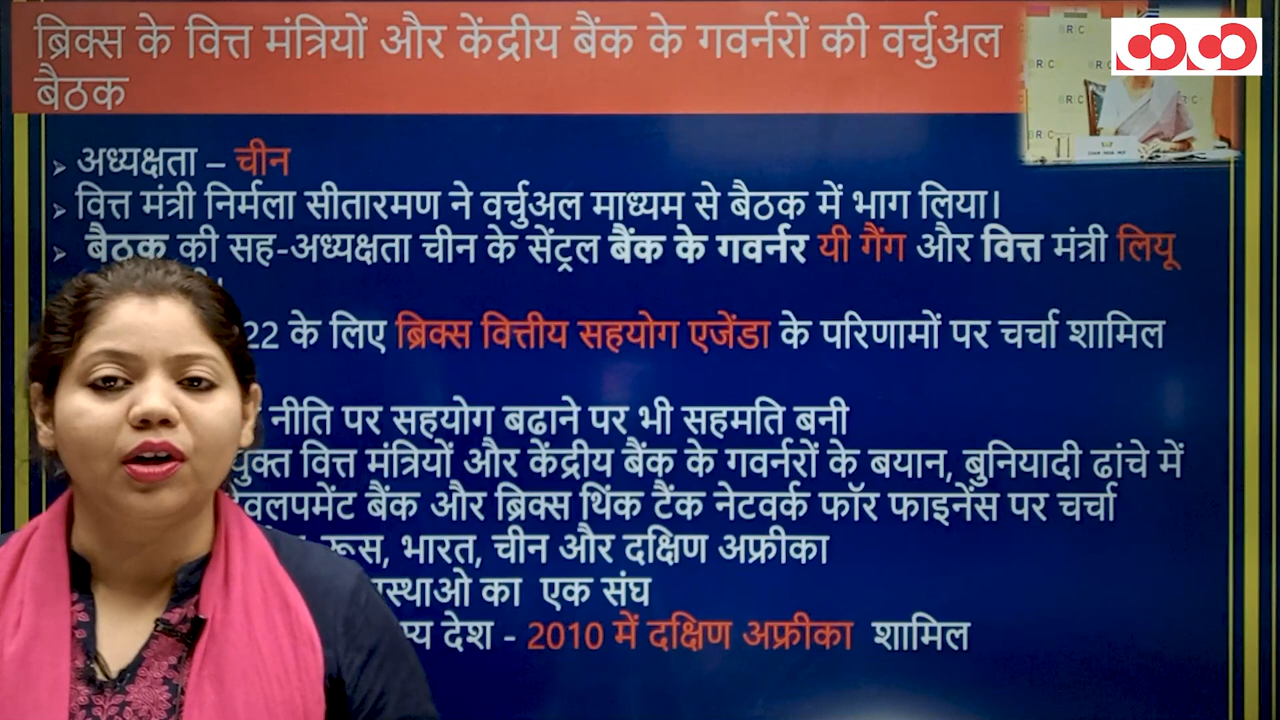 ब्रिक्स के वित्त मंत्रियों और केंद्रीय बैंक के गवर्नरों की वर्चुअल
बैठक
अध्यक्षता – चीन
वित्त मंत्री निर्मला सीतारमण ने वर्चुअल माध्यम से बैठक में भाग लिया।
बैठक की सह-अध्यक्षता चीन के सेंट्रल बैंक के गवर्नर यी गैंग और वित्त मंत्री लियू
22 के लिए ब्रिक्स वित्तीय सहयोग एजेंडा के परिणामों पर चर्चा शामिल
नीति पर सहयोग बढाने पर भी सहमति बनी
वित्त मंत्रियों और केंद्रीय बैंक के गवर्नरों के बयान, बुनियादी ढांचे में
बैंक और ब्रिक्स थिंक टैंक नेटवर्क फॉर फाइनेंस पर चर्चा
रूस, भारत, चीन और दक्षिण अफ्रीका
का एक संघ
देश - 2010 में दक्षिण अफ्रीका शामिल